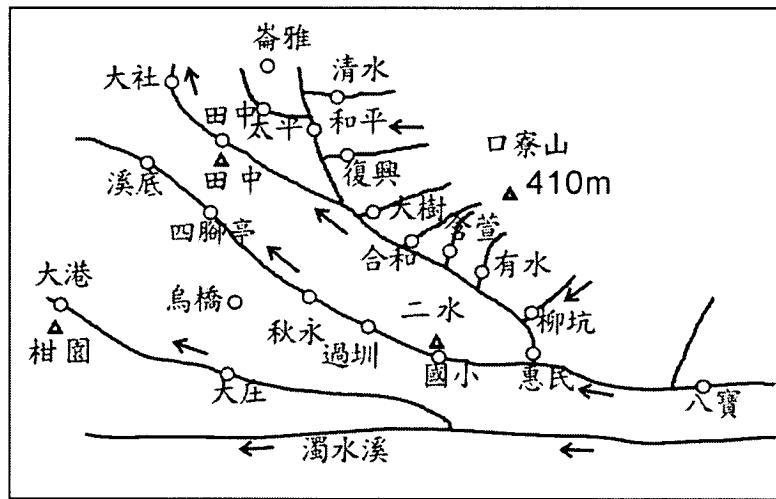 崙雅
大社
清水
田中
太平
和平
口寮山
410m
復興
田中
溪底
大樹
四腳亭
合和
倉萱
有水
大港
烏橋
二水
秋永
過圳
柳坑
柑園
國小
惠民
大庄
八寶
濁水溪